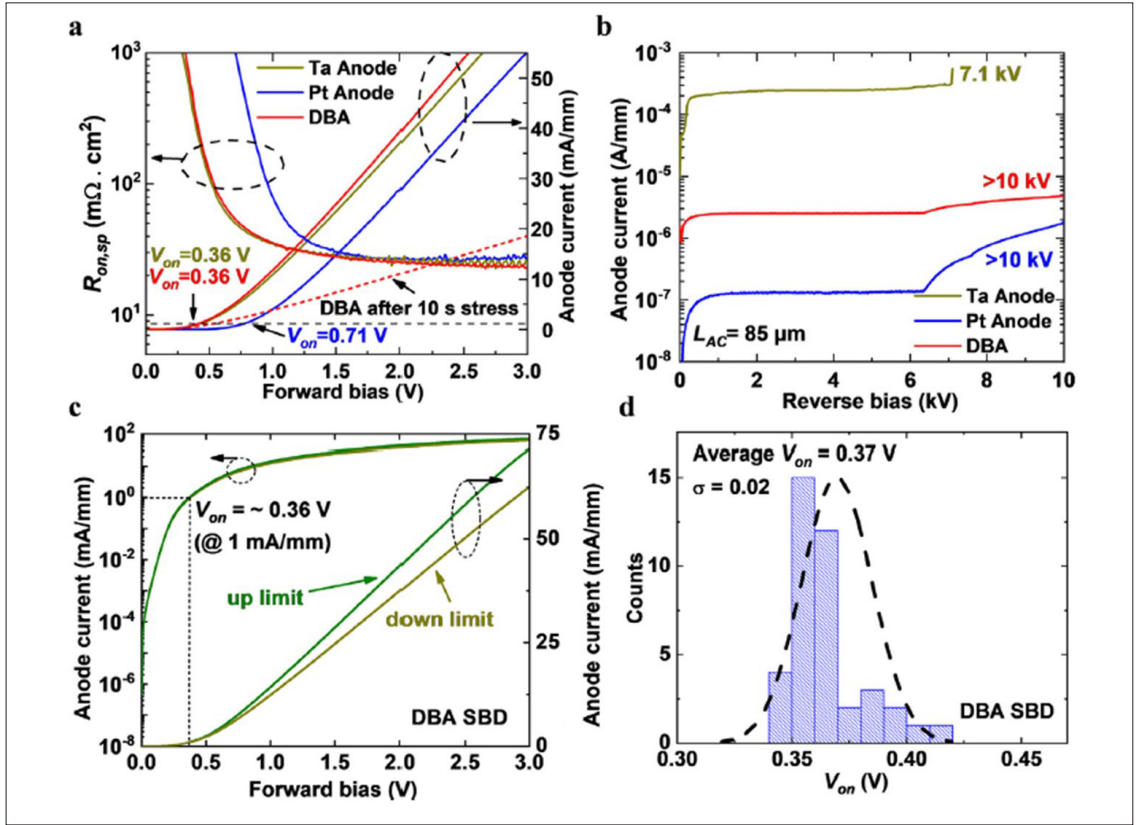 a
Ta Anode
Pt Anode
DBA
V_on=0.36 V
V_on=0.36 V
DBA after 10 s stress
V_on=0.71 V
R_on,sp (mΩ . cm²)
10³
10²
10¹
Anode current (mA/mm)
50
40
30
20
10
0
0.0 0.5 1.0 1.5 2.0 2.5 3.0
Forward bias (V)
b
7.1 kV
>10 kV
>10 kV
Ta Anode
Pt Anode
DBA
L_AC= 85 μm
Anode current (A/mm)
10⁻³
10⁻⁴
10⁻⁵
10⁻⁶
10⁻⁷
10⁻⁸
0 2 4 6 8 10
Reverse bias (kV)
c
V_on = ~ 0.36 V
(@ 1 mA/mm)
up limit
down limit
DBA SBD
Anode current (mA/mm)
10²
10⁰
10⁻²
10⁻⁴
10⁻⁶
10⁻⁸
Anode current (mA/mm)
75
50
25
0
0.0 0.5 1.0 1.5 2.0 2.5 3.0
Forward bias (V)
d
Average V_on = 0.37 V
σ = 0.02
DBA SBD
Counts
15
10
5
0
0.30 0.35 0.40 0.45
V_on (V)